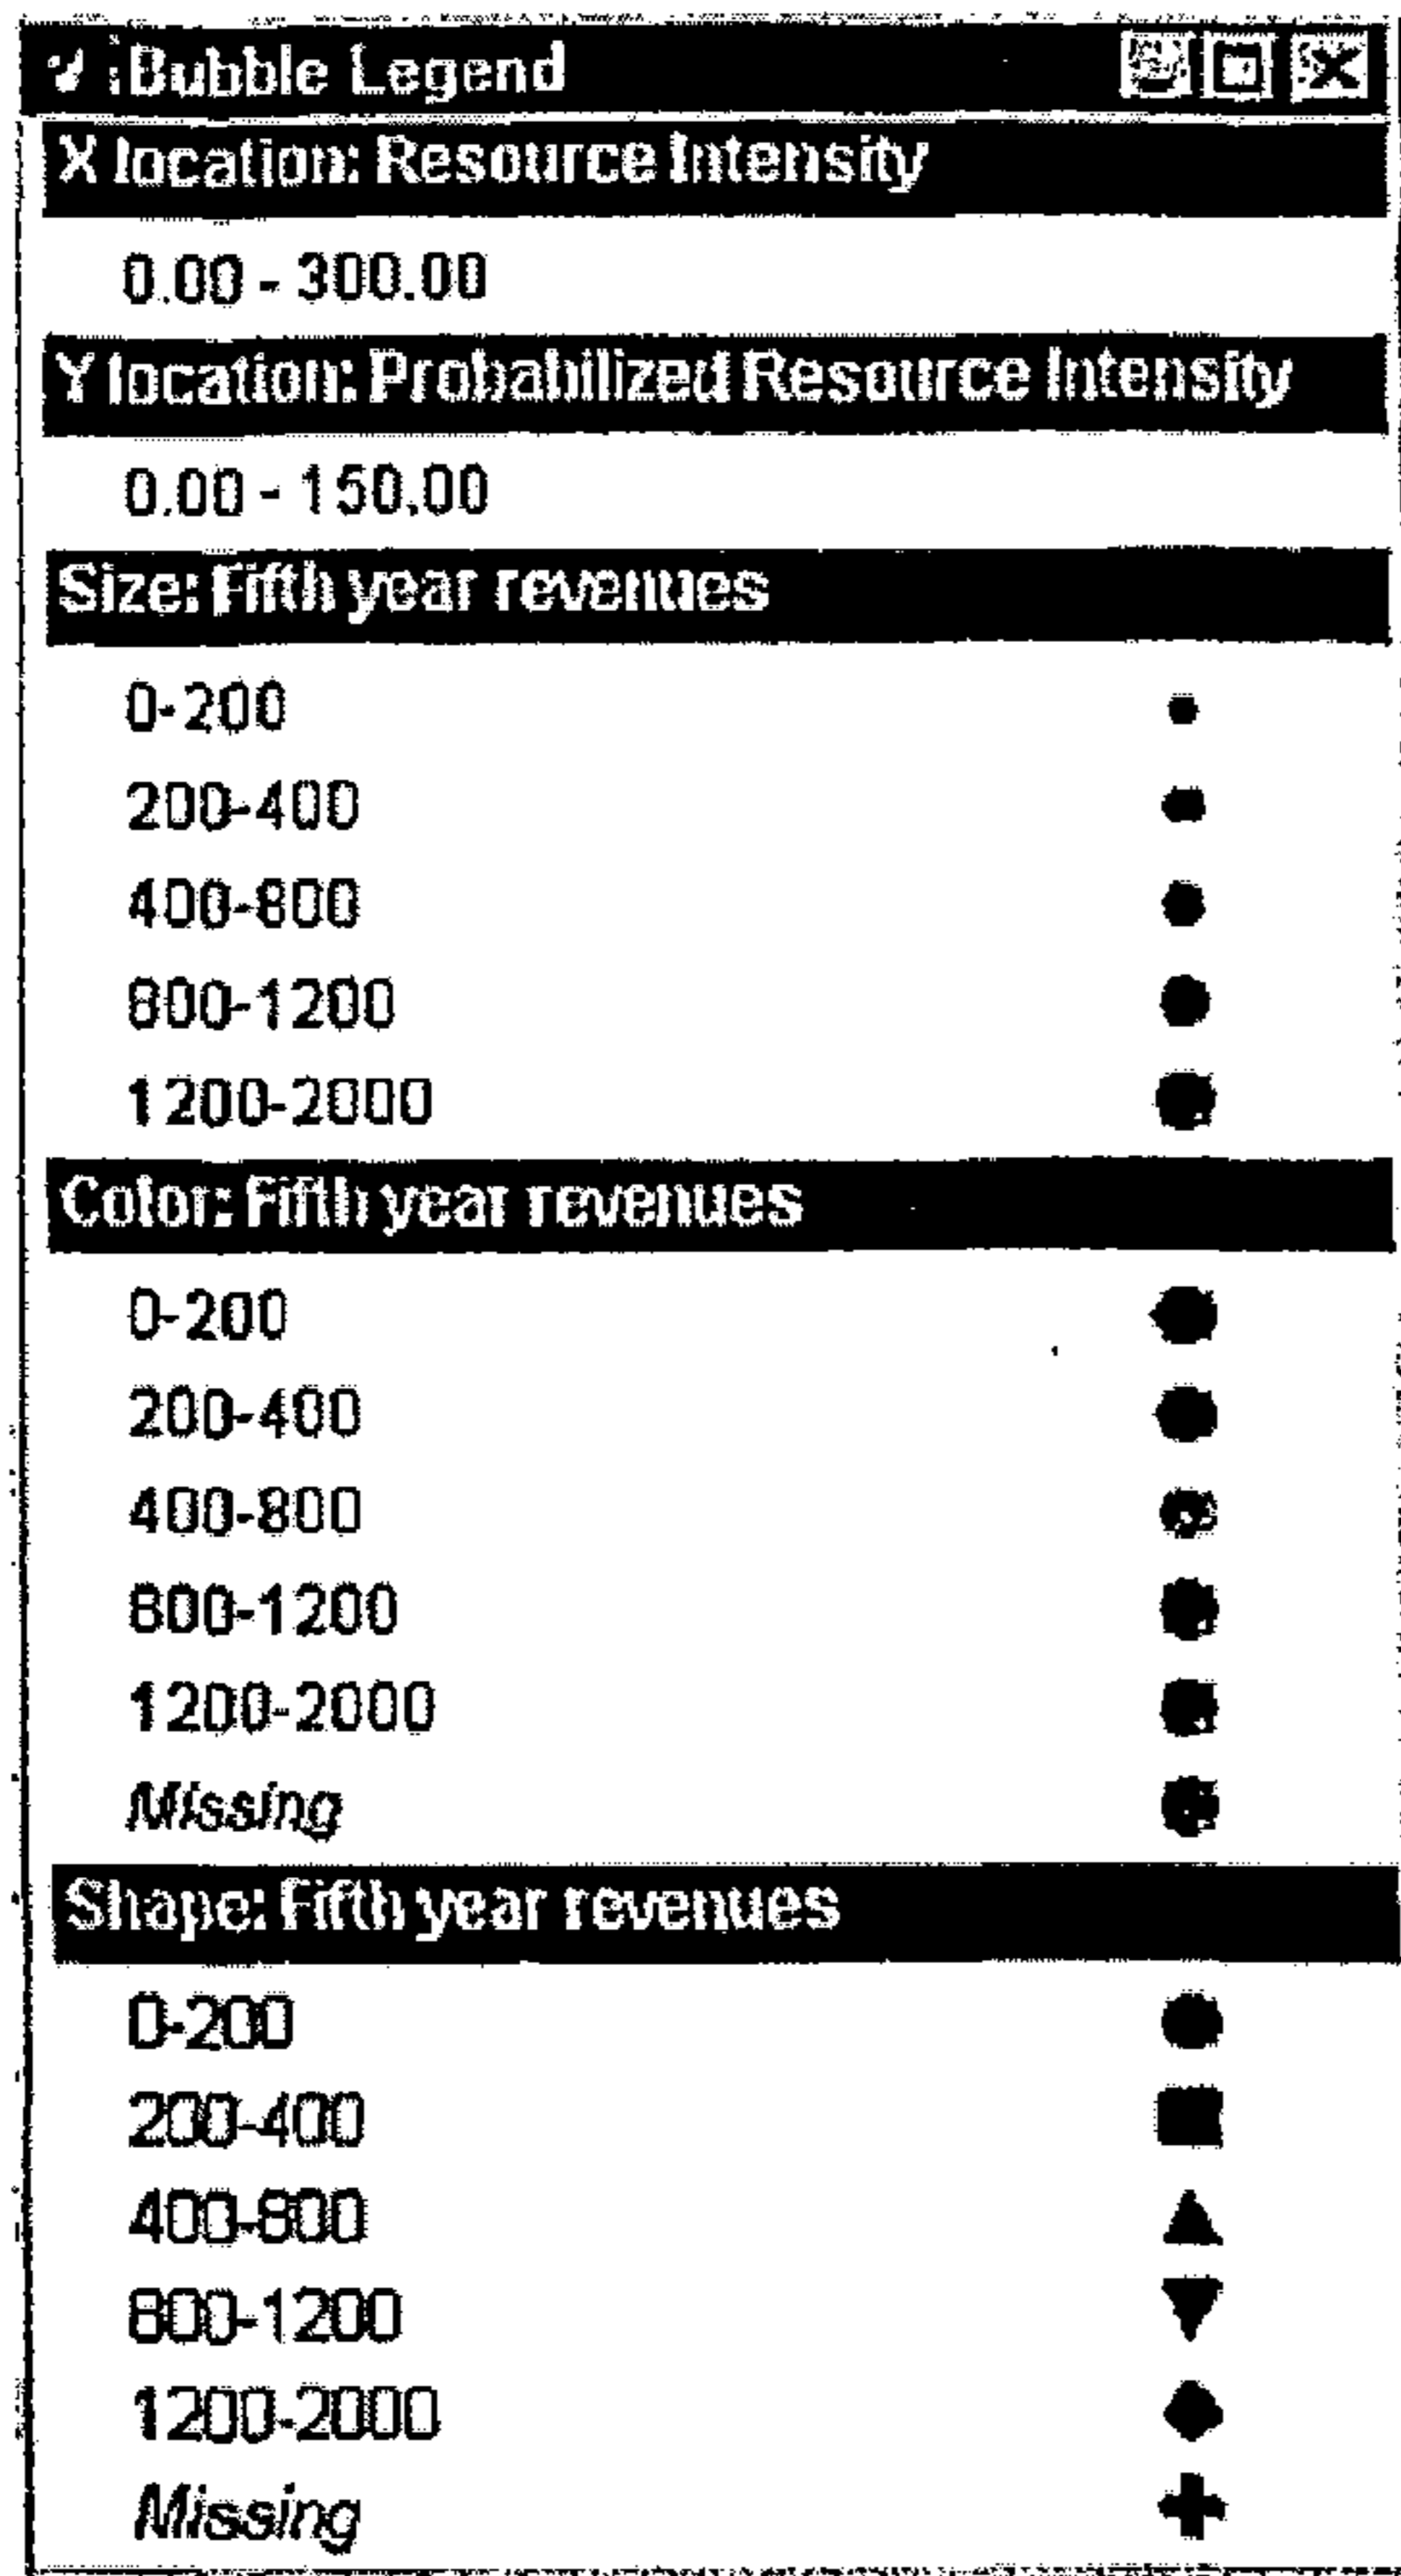 Bubble Legend
X location: Resource Intensity
0.00 - 300.00
Y location: Probabilized Resource Intensity
0.00 - 150.00
Size: Fifth year revenues
0-200
200-400
400-800
800-1200
1200-2000
Color: Fifth year revenues
0-200
200-400
400-800
800-1200
1200-2000
Missing
Shape: Fifth year revenues
0-200
200-400
400-800
800-1200
1200-2000
Missing